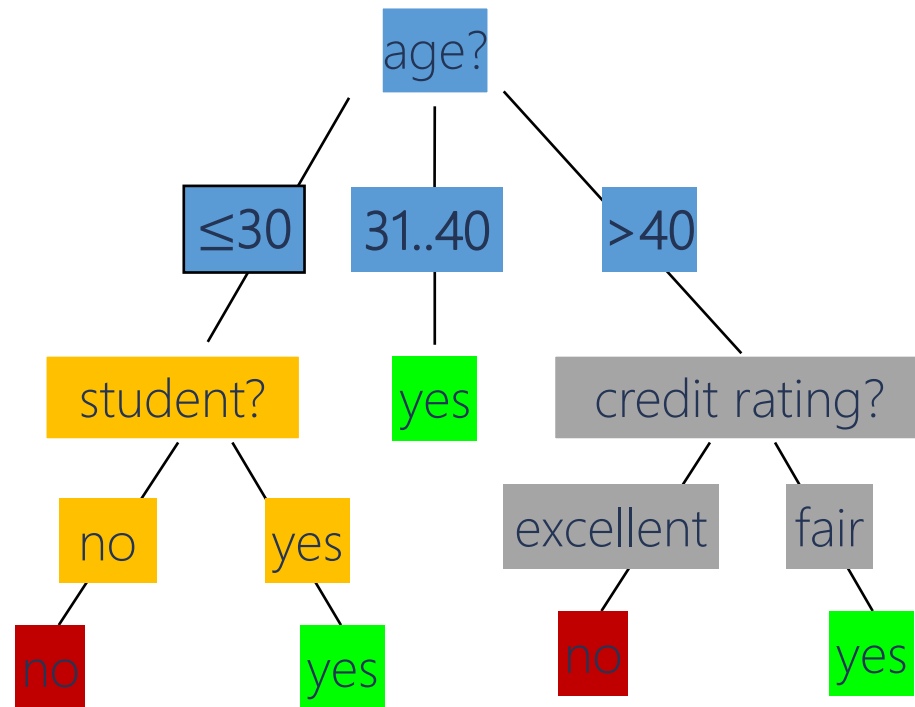 age?
≤30
31..40
>40
student?
yes
credit rating?
no
yes
excellent
fair
no
yes
no
yes